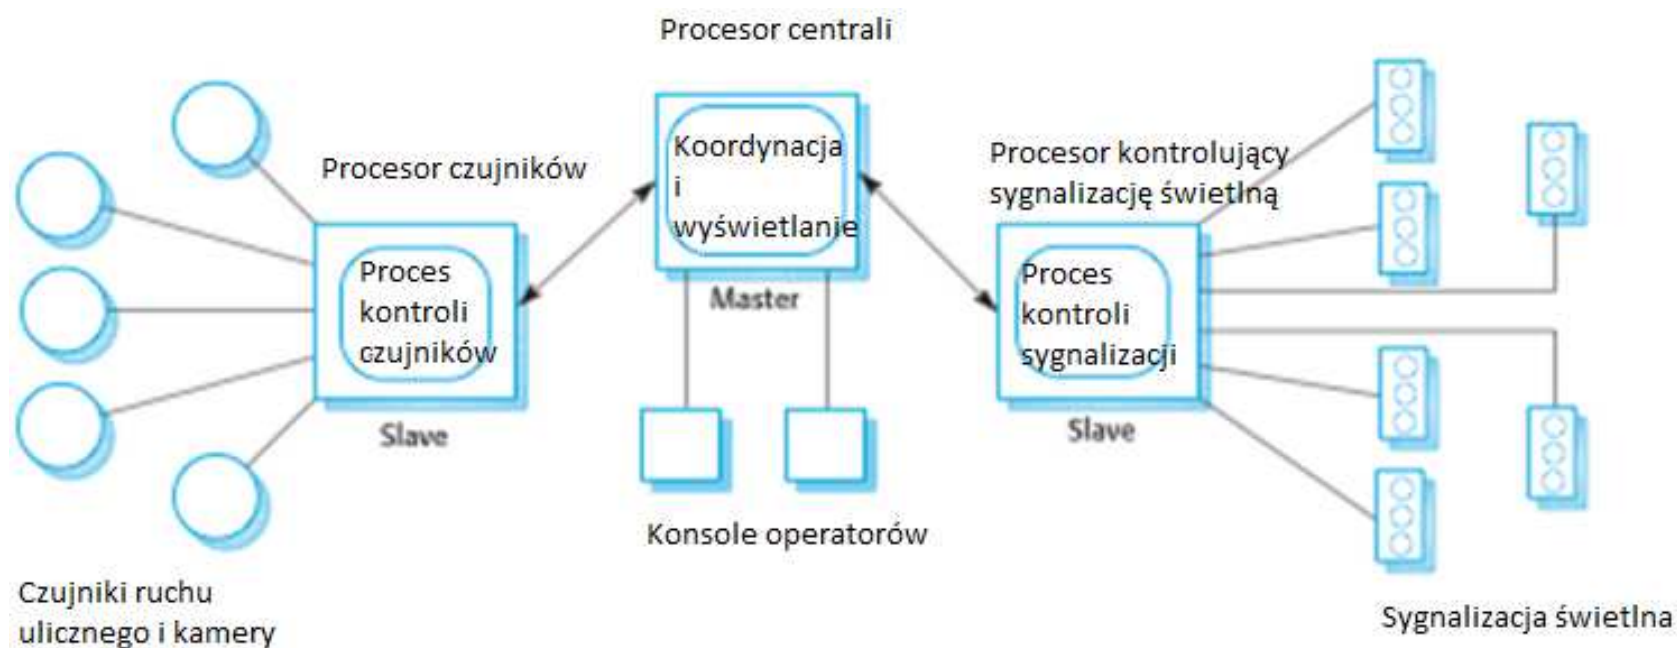 Procesor centrali
Procesor czujników
Koordynacja
i
wyświetlanie
Procesor kontrolujący
sygnalizację świetlną
Proces
kontroli
czujników
Master
Proces
kontroli
sygnalizacji
Slave
Slave
Konsole operatorów
Czujniki ruchu
ulicznego i kamery
Sygnalizacja świetlna